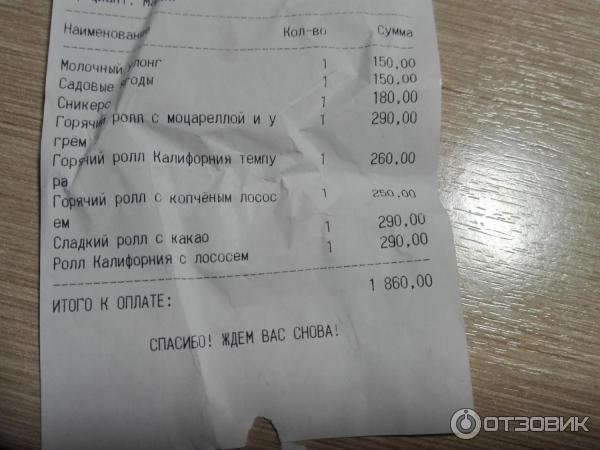 Наименование Кол-во Сумма
Молочный улонг 1 150,00
Садовые ягоды 1 150,00
Сникерс 1 180,00
Горячий ролл с моцареллой и у 1 290,00
грём
Горячий ролл Калифорния темпу 1 260,00
ра
Горячий ролл с копчёным лосос 1 250,00
ем
Сладкий ролл с какао 1 290,00
Ролл Калифорния с лососем 1 290,00
ИТОГО К ОПЛАТЕ: 1 860,00
СПАСИБО! ЖДЕМ ВАС СНОВА!
ОТЗОВИК